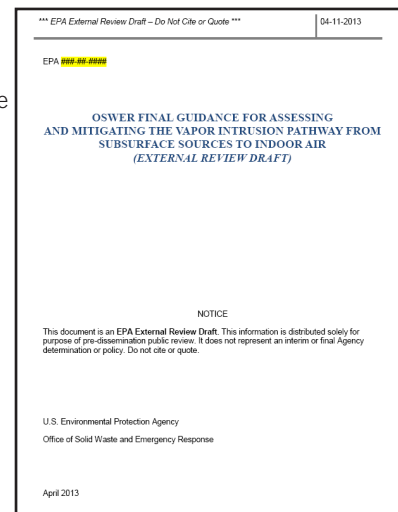 *** EPA External Review Draft – Do Not Cite or Quote ***
04-11-2013
EPA ###-##-####
e
OSWER FINAL GUIDANCE FOR ASSESSING
AND MITIGATING THE VAPOR INTRUSION PATHWAY FROM
SUBSURFACE SOURCES TO INDOOR AIR
(EXTERNAL REVIEW DRAFT)
NOTICE
This document is an EPA External Review Draft. This information is distributed solely for
purpose of pre-dissemination public review. It does not represent an interim or final Agency
determination or policy. Do not cite or quote.
U.S. Environmental Protection Agency
Office of Solid Waste and Emergency Response
April 2013